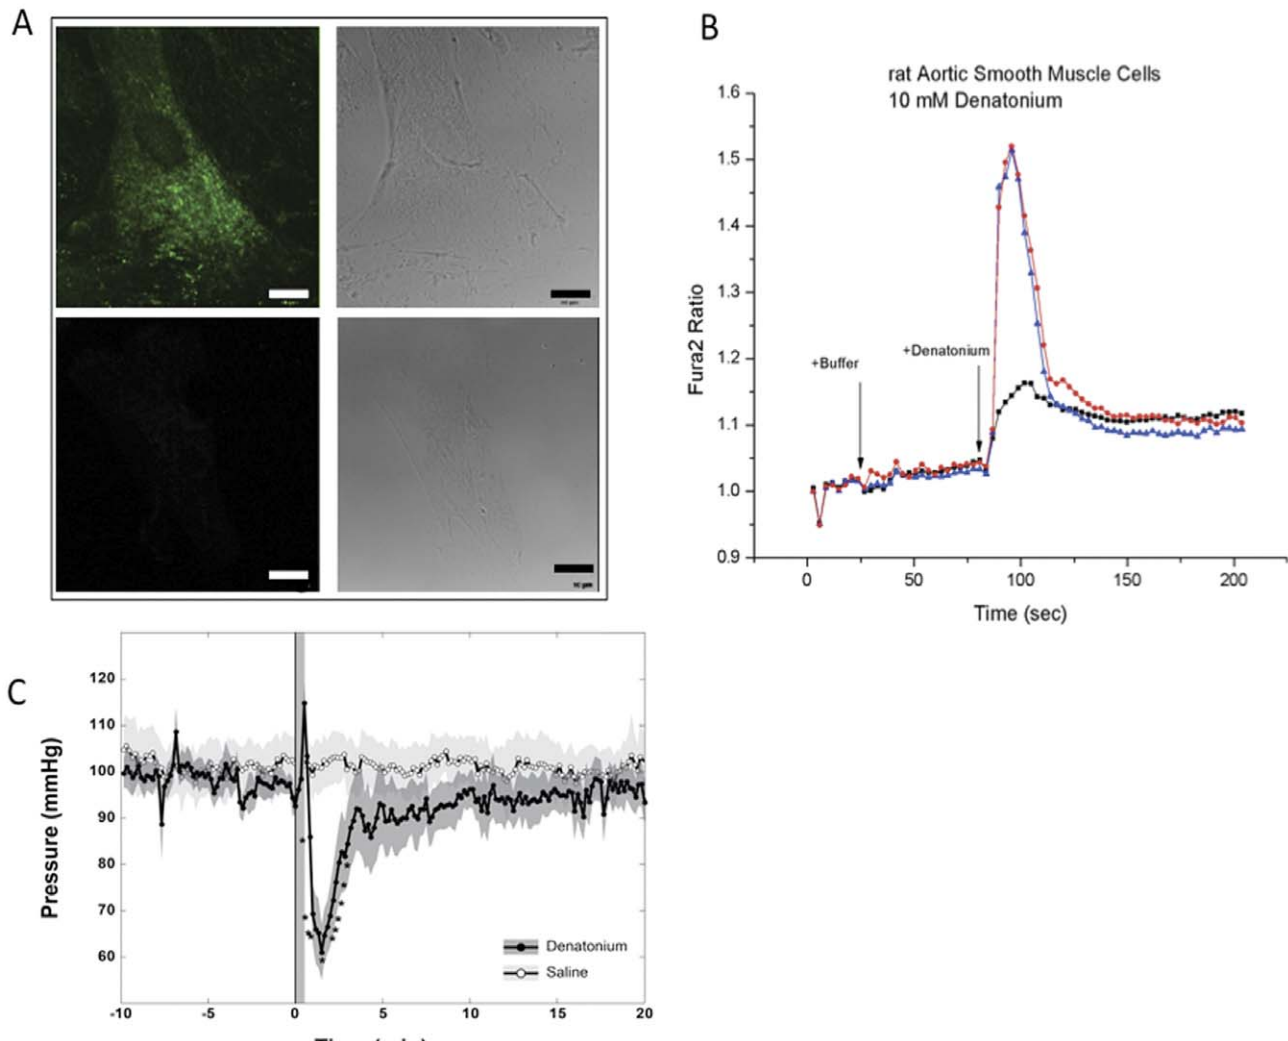 A
B
rat Aortic Smooth Muscle Cells
10 mM Denatonium
1.6
1.5
1.4
1.3
1.2
1.1
1.0
0.9
Fura2 Ratio
+Buffer
+Denatonium
0 50 100 150 200
Time (sec)
C
120
110
100
90
80
70
60
Pressure (mmHg)
Denatonium
Saline
-10 -5 0 5 10 15 20